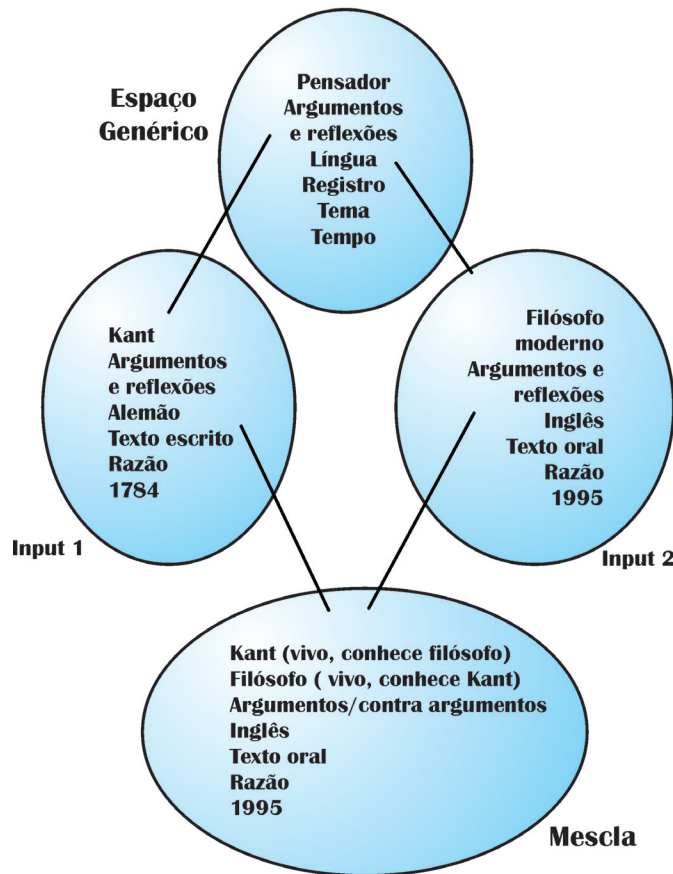 Espaço
Genérico
Pensador
Argumentos
e reflexões
Língua
Registro
Tema
Tempo
Kant
Argumentos
e reflexões
Alemão
Texto escrito
Razão
1784
Input 1
Filósofo
moderno
Argumentos e
reflexões
Inglês
Texto oral
Razão
1995
Input 2
Kant (vivo, conhece filósofo)
Filósofo ( vivo, conhece Kant)
Argumentos/contra argumentos
Inglês
Texto oral
Razão
1995
Mescla